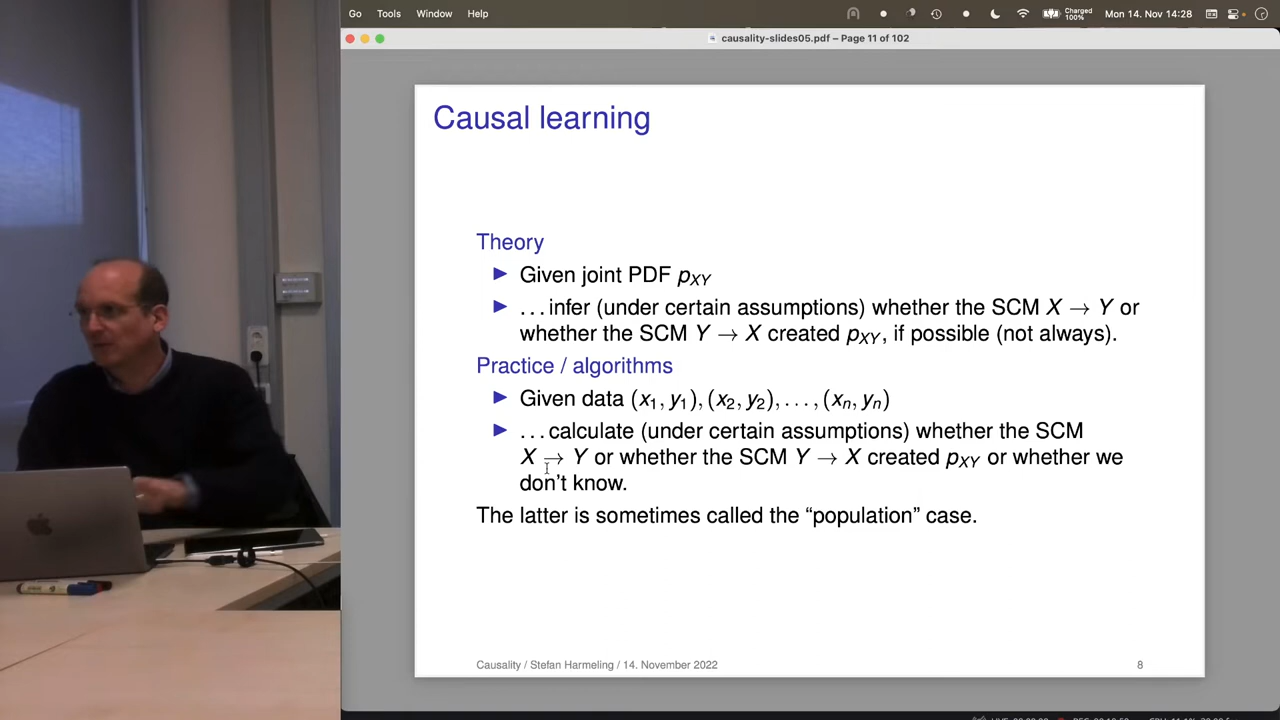 Go Tools Window Help
Charged
100%
Mon 14. Nov 14:28
causality-slides05.pdf – Page 11 of 102
Causal learning
Theory
▶ Given joint PDF p_XY
▶ ...infer (under certain assumptions) whether the SCM X → Y or
whether the SCM Y → X created p_XY, if possible (not always).
Practice / algorithms
▶ Given data (x₁, y₁), (x₂, y₂), . . . , (xₙ, yₙ)
▶ ...calculate (under certain assumptions) whether the SCM
X → Y or whether the SCM Y → X created p_XY or whether we
don't know.
The latter is sometimes called the “population” case.
Causality / Stefan Harmeling / 14. November 2022
8